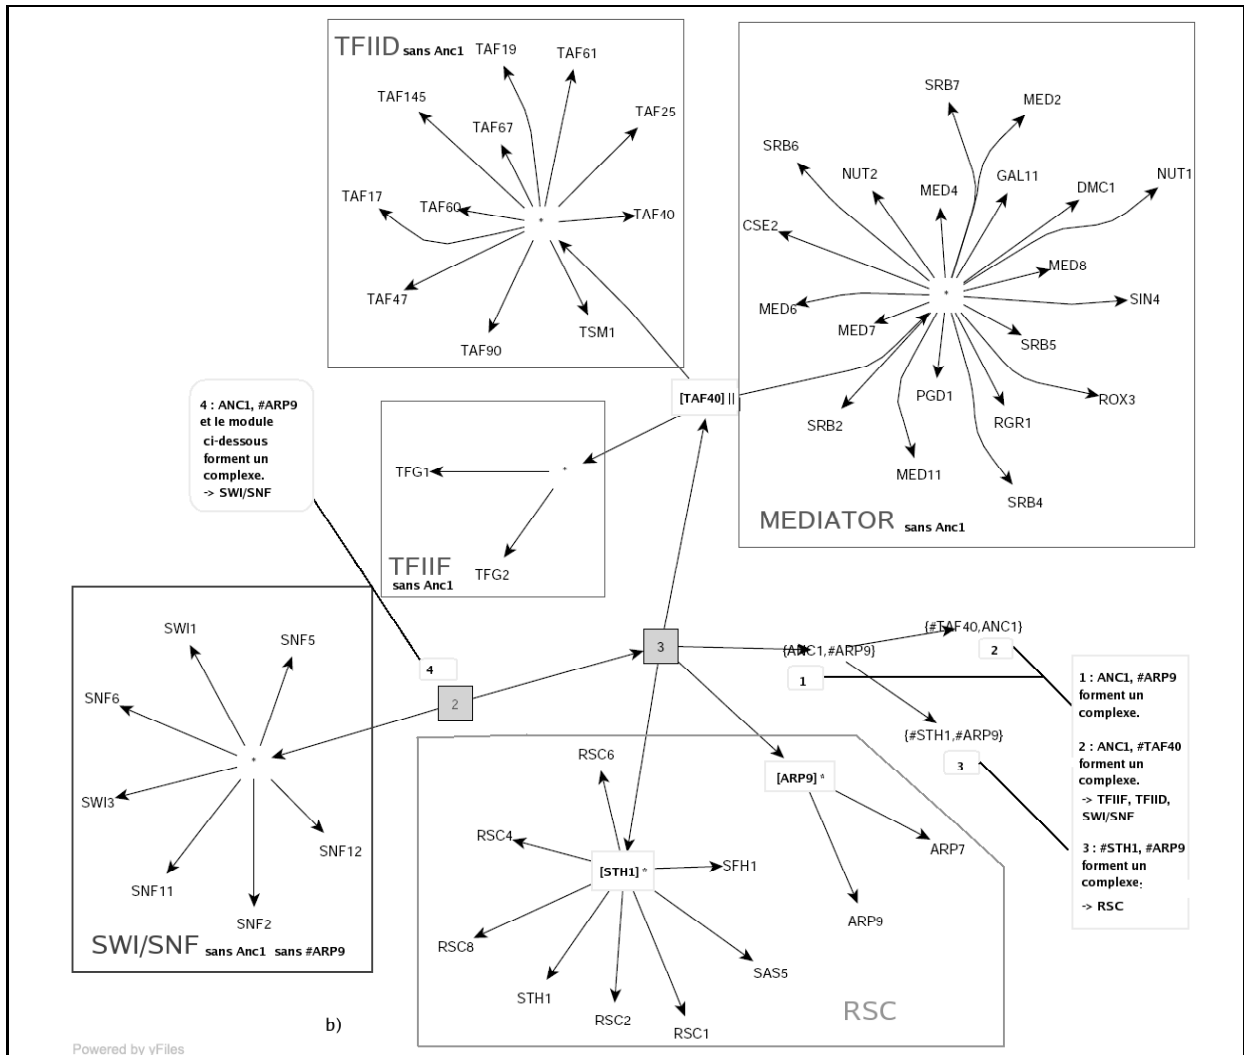 TFIID sans Anc1
TAF19
TAF61
TAF145
TAF67
TAF25
TAF17
TAF60
*
TAF40
TAF47
TAF90
TSM1
SRB7
MED2
SRB6
NUT2
MED4
GAL11
DMC1
NUT1
CSE2
MED8
*
MED6
SIN4
MED7
SRB5
PGD1
ROX3
SRB2
RGR1
MED11
SRB4
MEDIATOR sans Anc1
[TAF40] ||
4 : ANC1, #ARP9
et le module
ci-dessous
forment un
complexe.
-> SWI/SNF
TFG1
*
TFG2
TFIIF
sans Anc1
SWI1
SNF5
SNF6
*
SWI3
SNF12
SNF11
SNF2
SWI/SNF sans Anc1 sans #ARP9
4
2
3
{ANC1,#ARP9}
{#TAF40,ANC1}
2
1
{#STH1,#ARP9}
3
1 : ANC1, #ARP9
forment un
complexe.
2 : ANC1, #TAF40
forment un
complexe.
-> TFIIF, TFIID,
SWI/SNF
3 : #STH1, #ARP9
forment un
complexe;
-> RSC
RSC6
[ARP9] *
RSC4
ARP7
[STH1] *
SFH1
ARP9
RSC8
SAS5
STH1
RSC2
RSC1
RSC
b)
Powered by yFiles